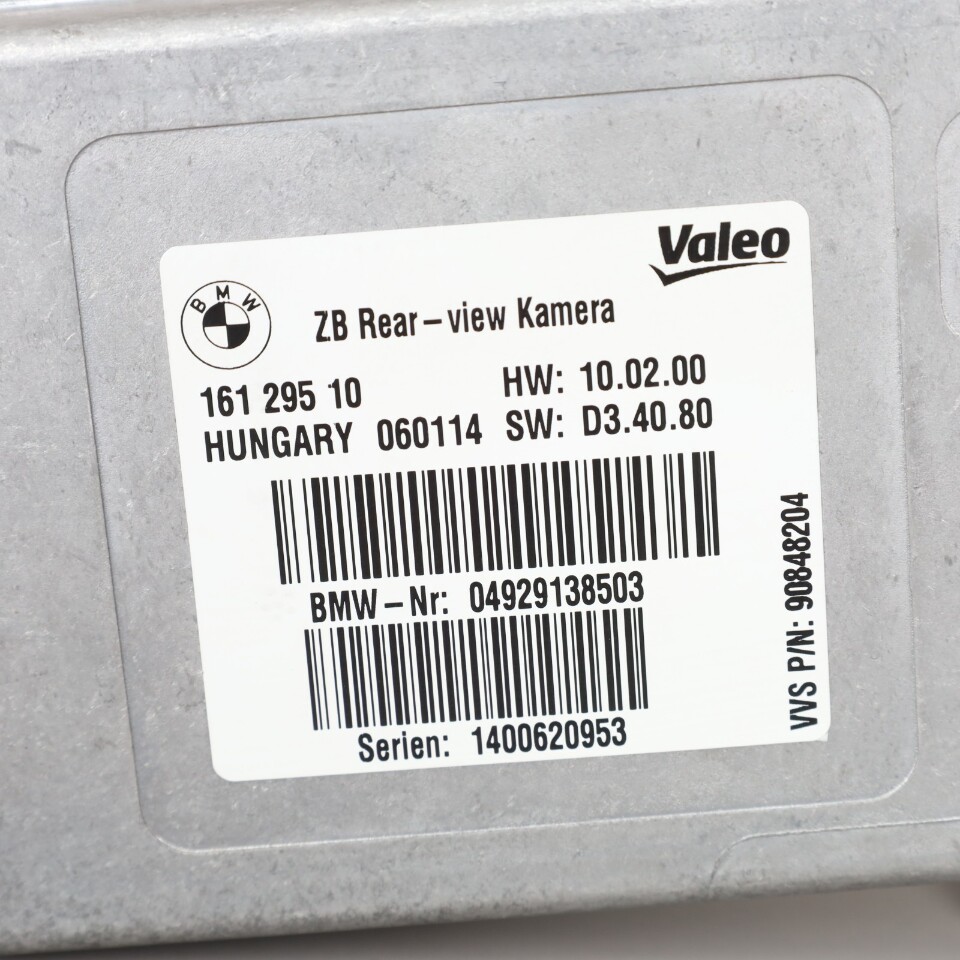 Valeo
BMW
ZB Rear-view Kamera
161 295 10 HW: 10.02.00
HUNGARY 060114 SW: D3.40.80
BMW-Nr: 04929138503
Serien: 1400620953
VVS P/N: 90848204